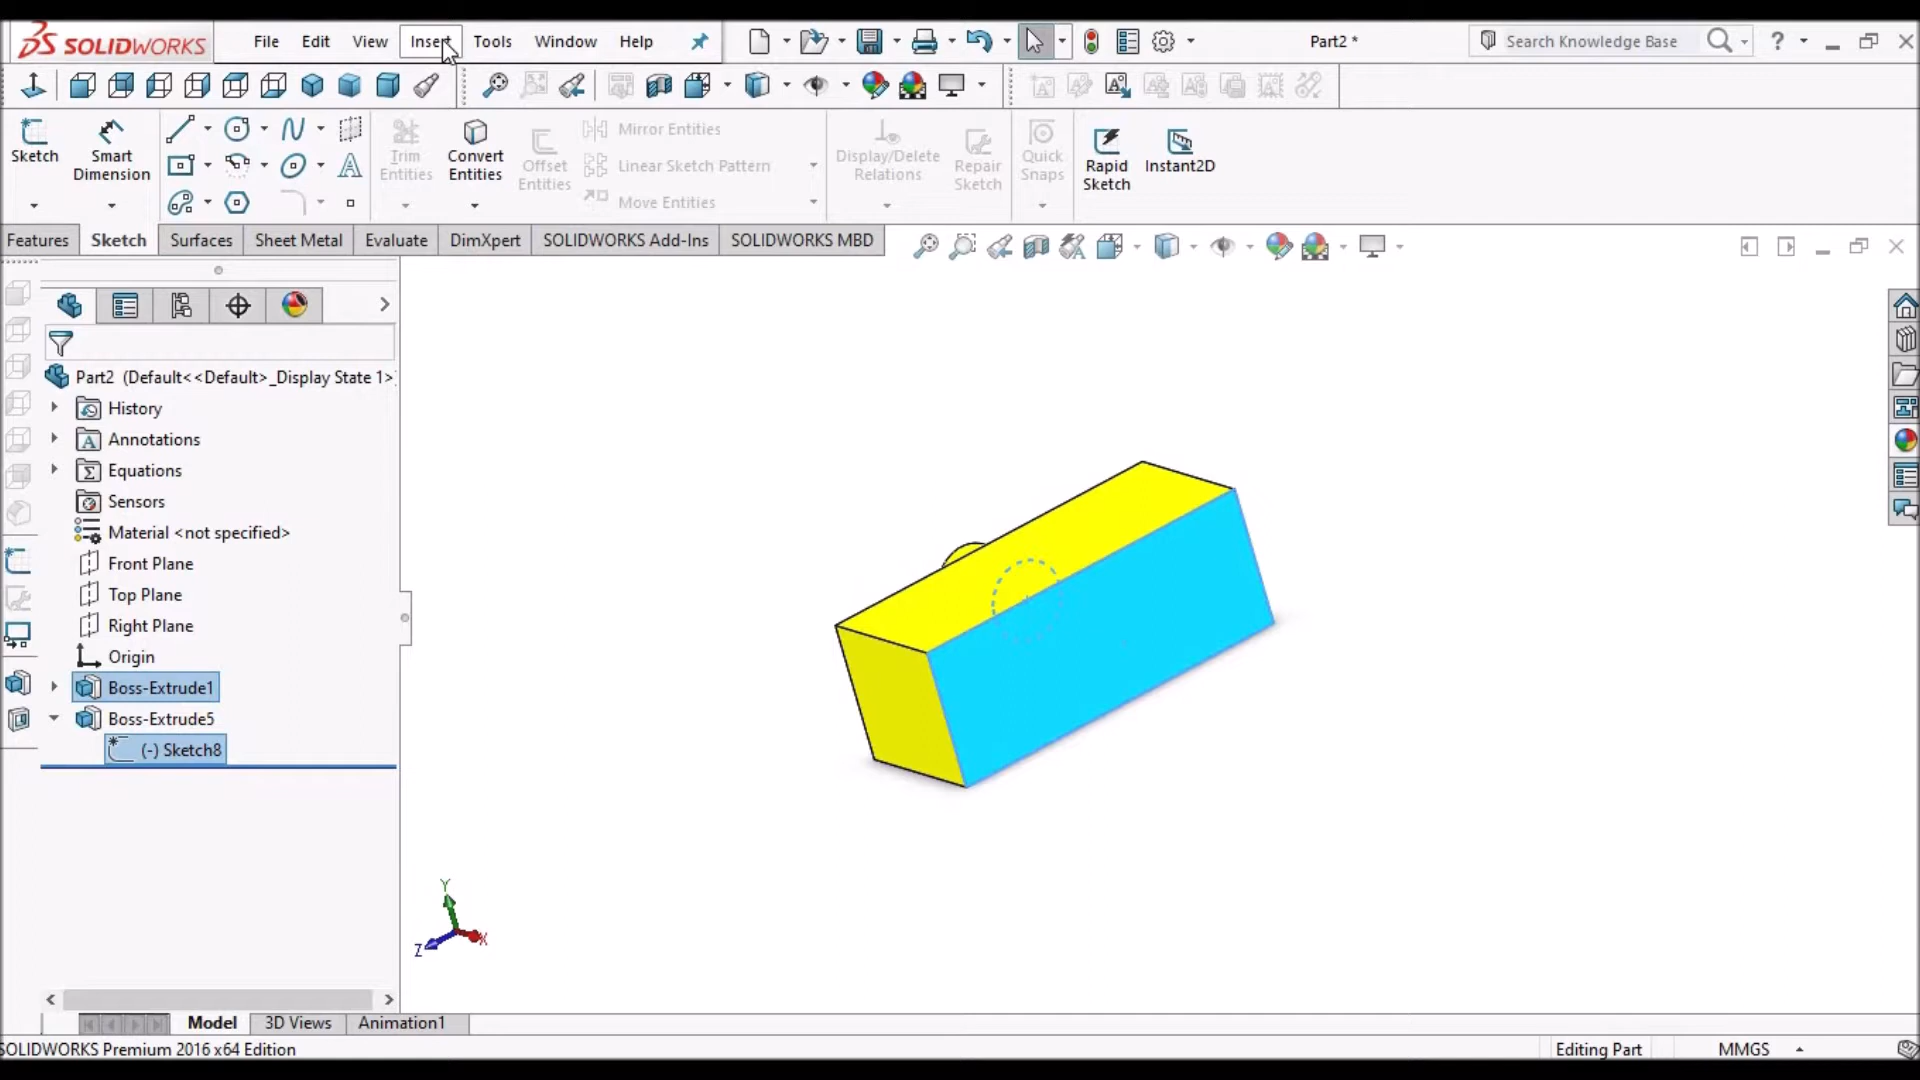 SOLIDWORKS File Edit View Insert Tools Window Help Part2 * Search Knowledge Base ?
Sketch Smart Dimension Trim Entities Convert Entities Offset Entities Mirror Entities Linear Sketch Pattern Move Entities Display/Delete Relations Repair Sketch Quick Snaps Rapid Sketch Instant2D
Features Sketch Surfaces Sheet Metal Evaluate DimXpert SOLIDWORKS Add-Ins SOLIDWORKS MBD
Part2 (Default<<Default>_Display State 1>
History
Annotations
Equations
Sensors
Material <not specified>
Front Plane
Top Plane
Right Plane
Origin
Boss-Extrude1
Boss-Extrude5
(-) Sketch8
Y
Z X
Model 3D Views Animation1
SOLIDWORKS Premium 2016 x64 Edition Editing Part MMGS